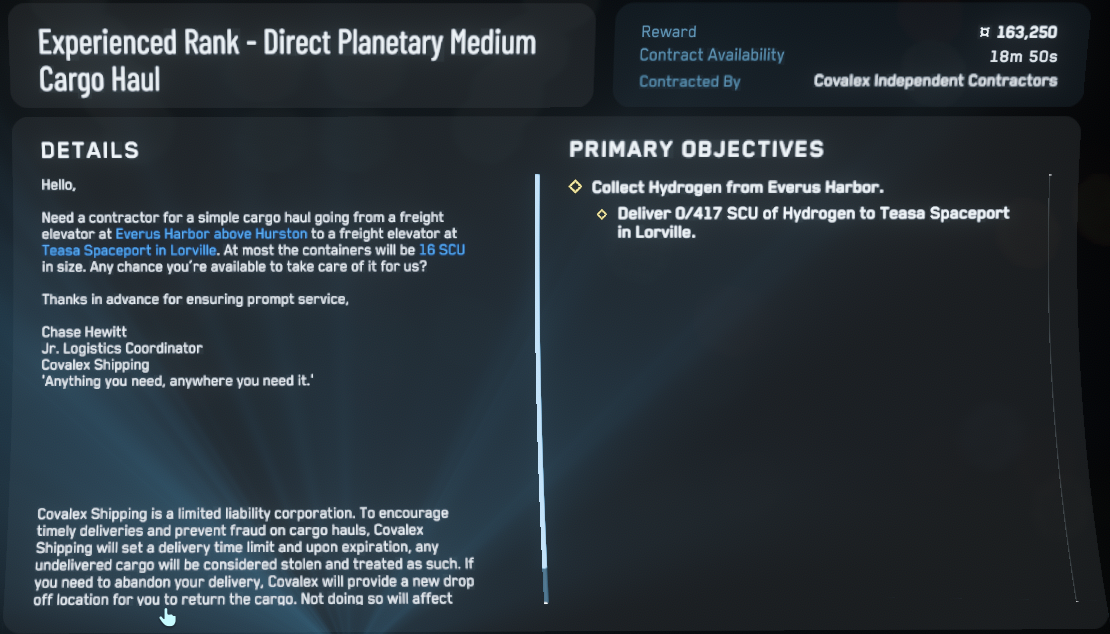 Experienced Rank - Direct Planetary Medium
Cargo Haul
Reward
¤ 163,250
Contract Availability
18m 50s
Contracted By
Covalex Independent Contractors
DETAILS
Hello,
Need a contractor for a simple cargo haul going from a freight
elevator at Everus Harbor above Hurston to a freight elevator at
Teasa Spaceport in Lorville. At most the containers will be 16 SCU
in size. Any chance you're available to take care of it for us?
Thanks in advance for ensuring prompt service,
Chase Hewitt
Jr. Logistics Coordinator
Covalex Shipping
'Anything you need, anywhere you need it.'
Covalex Shipping is a limited liability corporation. To encourage
timely deliveries and prevent fraud on cargo hauls, Covalex
Shipping will set a delivery time limit and upon expiration, any
undelivered cargo will be considered stolen and treated as such. If
you need to abandon your delivery, Covalex will provide a new drop
off location for you to return the cargo. Not doing so will affect
PRIMARY OBJECTIVES
Collect Hydrogen from Everus Harbor.
Deliver 0/417 SCU of Hydrogen to Teasa Spaceport
in Lorville.